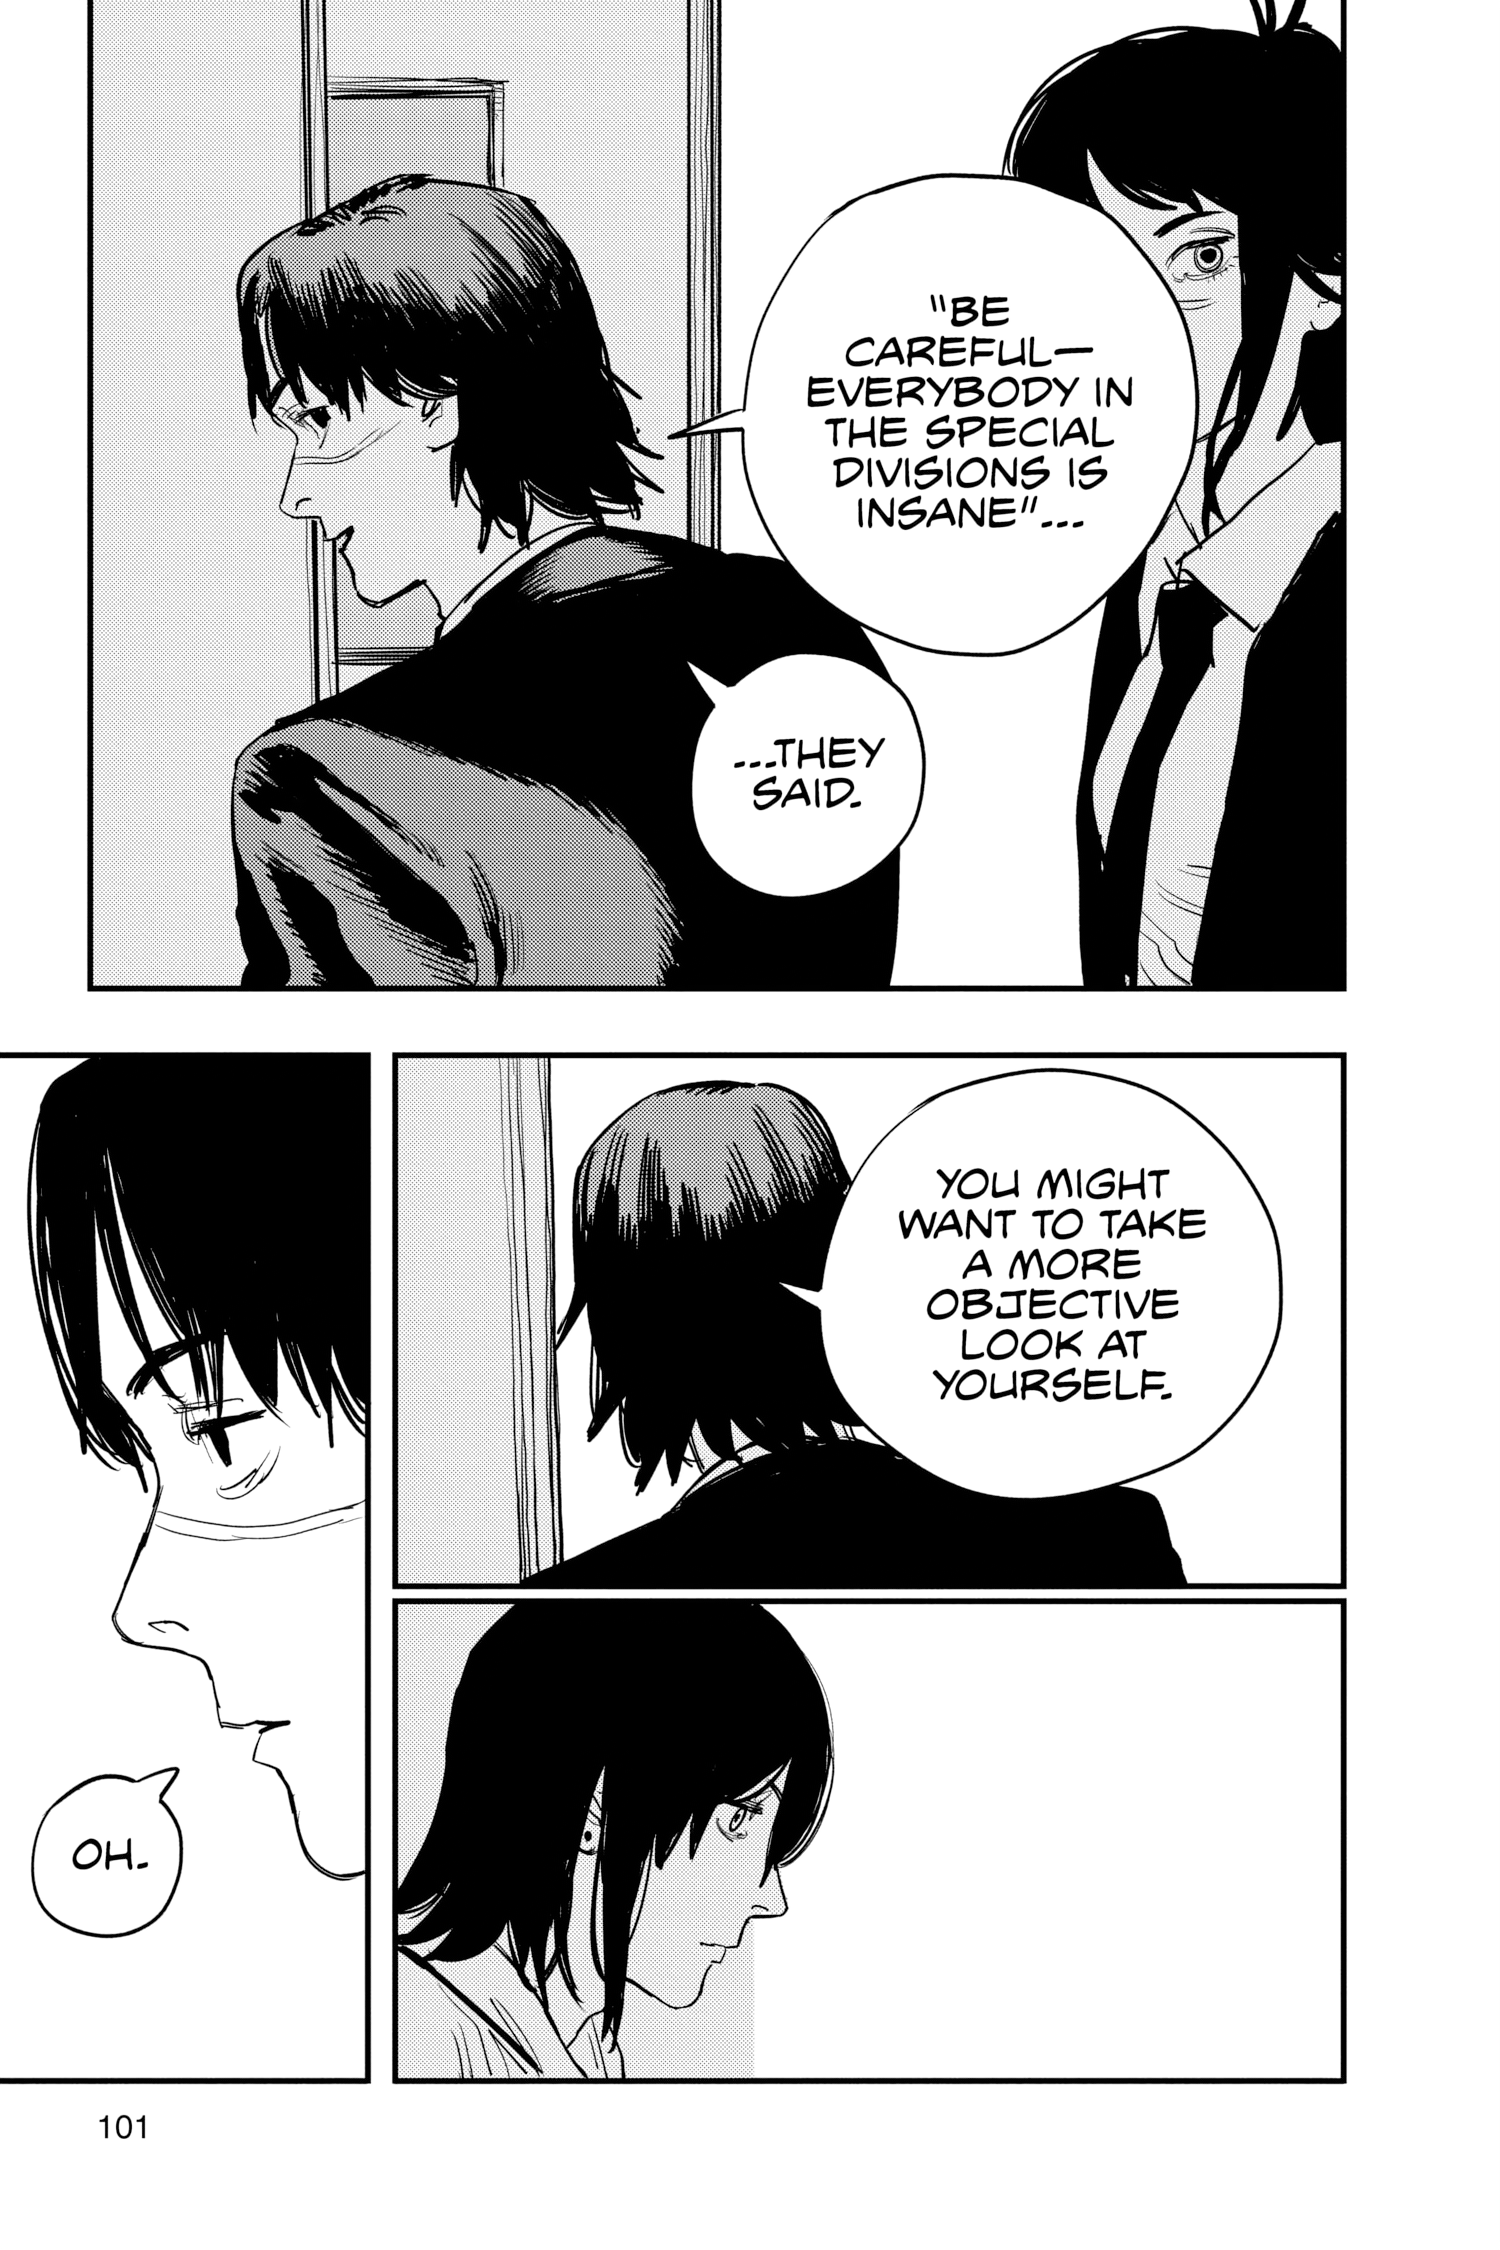 "BE
CAREFUL—
EVERYBODY IN
THE SPECIAL
DIVISIONS IS
INSANE"...
...THEY
SAID.
YOU MIGHT
WANT TO TAKE
A MORE
OBJECTIVE
LOOK AT
YOURSELF.
OH.
101